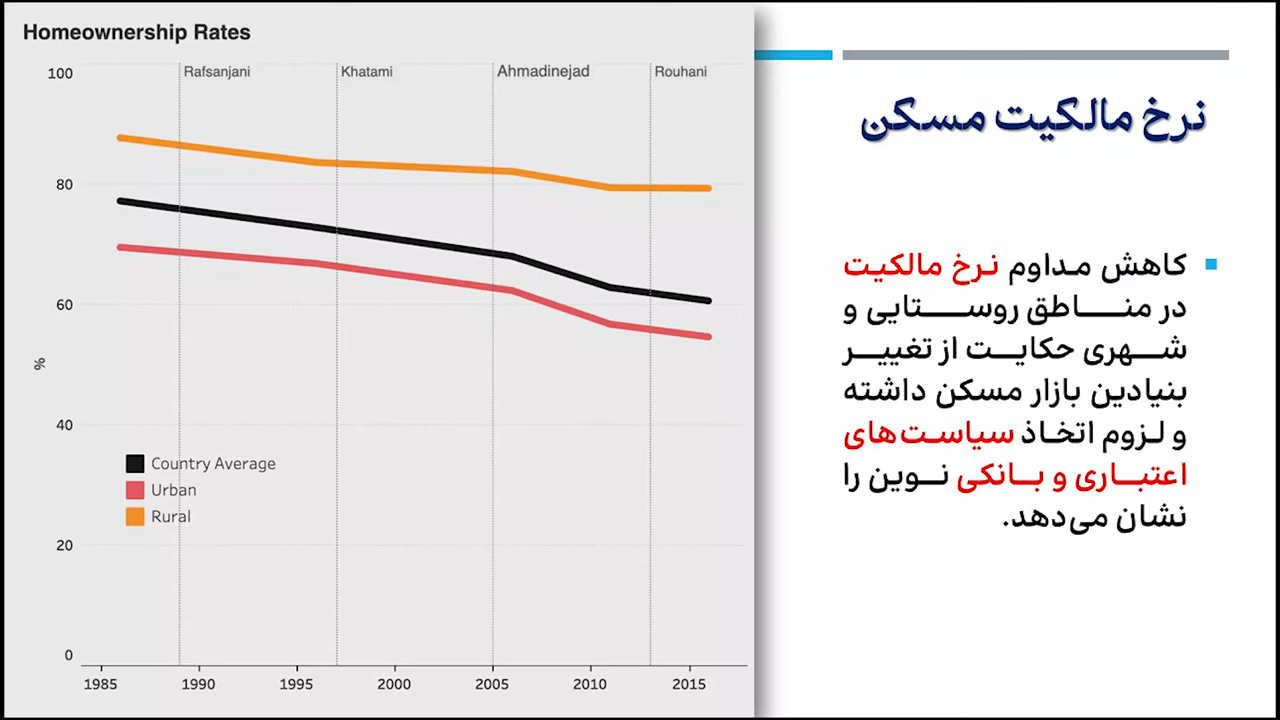 Homeownership Rates
100
Rafsanjani
Khatami
Ahmadinejad
Rouhani
80
60
%
40
20
0
Country Average
Urban
Rural
1985
1990
1995
2000
2005
2010
2015
نرخ مالکیت مسکن
کاهش مداوم نرخ مالکیت
در مناطق روستایی و
شهری حکایت از تغییر
بنیادین بازار مسکن داشته
و لزوم اتخاذ سیاست‌های
اعتباری و بانکی نوین را
نشان می‌دهد.